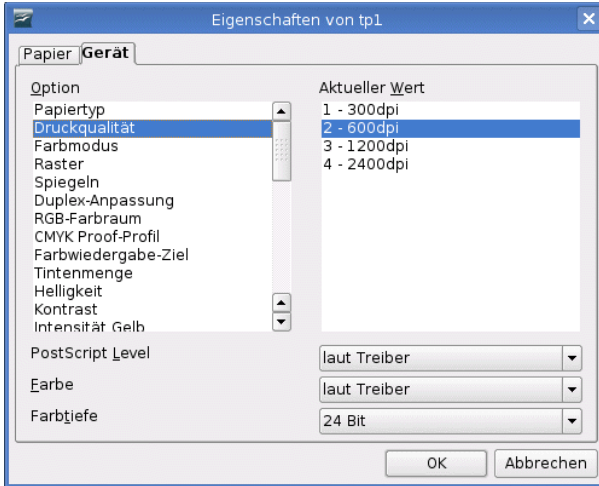 Eigenschaften von tp1
Papier Gerät
Option
Papiertyp
Druckqualität
Farbmodus
Raster
Spiegeln
Duplex-Anpassung
RGB-Farbraum
CMYK Proof-Profil
Farbwiedergabe-Ziel
Tintenmenge
Helligkeit
Kontrast
Intensität Gelb
Aktueller Wert
1 - 300dpi
2 - 600dpi
3 - 1200dpi
4 - 2400dpi
PostScript Level laut Treiber
Farbe laut Treiber
Farbtiefe 24 Bit
OK Abbrechen